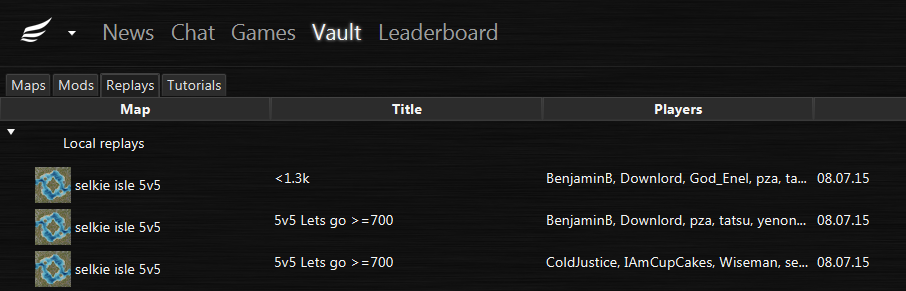 News Chat Games Vault Leaderboard
Maps Mods Replays Tutorials
Map Title Players
Local replays
selkie isle 5v5 <1.3k BenjaminB, Downlord, God_Enel, pza, ta... 08.07.15
selkie isle 5v5 5v5 Lets go >=700 BenjaminB, Downlord, pza, tatsu, yenon... 08.07.15
selkie isle 5v5 5v5 Lets go >=700 ColdJustice, IAmCupCakes, Wiseman, se... 08.07.15